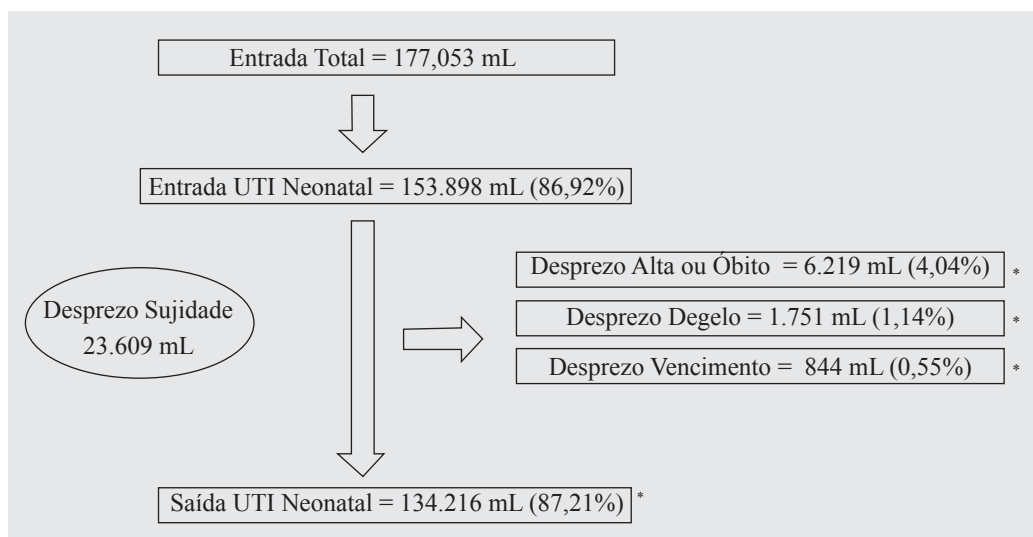 Entrada Total = 177,053 mL
Entrada UTI Neonatal = 153.898 mL (86,92%)
Desprezo Sujidade
23.609 mL
Desprezo Alta ou Óbito = 6.219 mL (4,04%) *
Desprezo Degelo = 1.751 mL (1,14%) *
Desprezo Vencimento = 844 mL (0,55%) *
Saída UTI Neonatal = 134.216 mL (87,21%) *